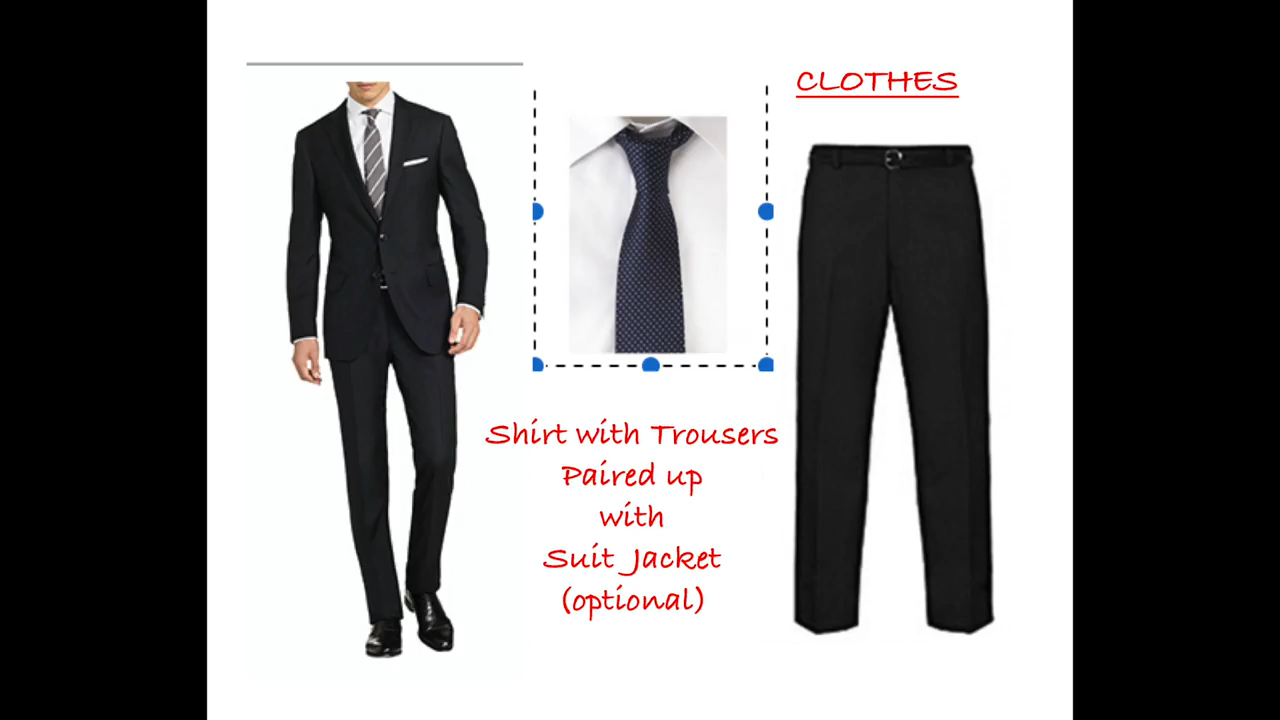 CLOTHES
Shirt with Trousers
Paired up
with
Suit Jacket
(optional)